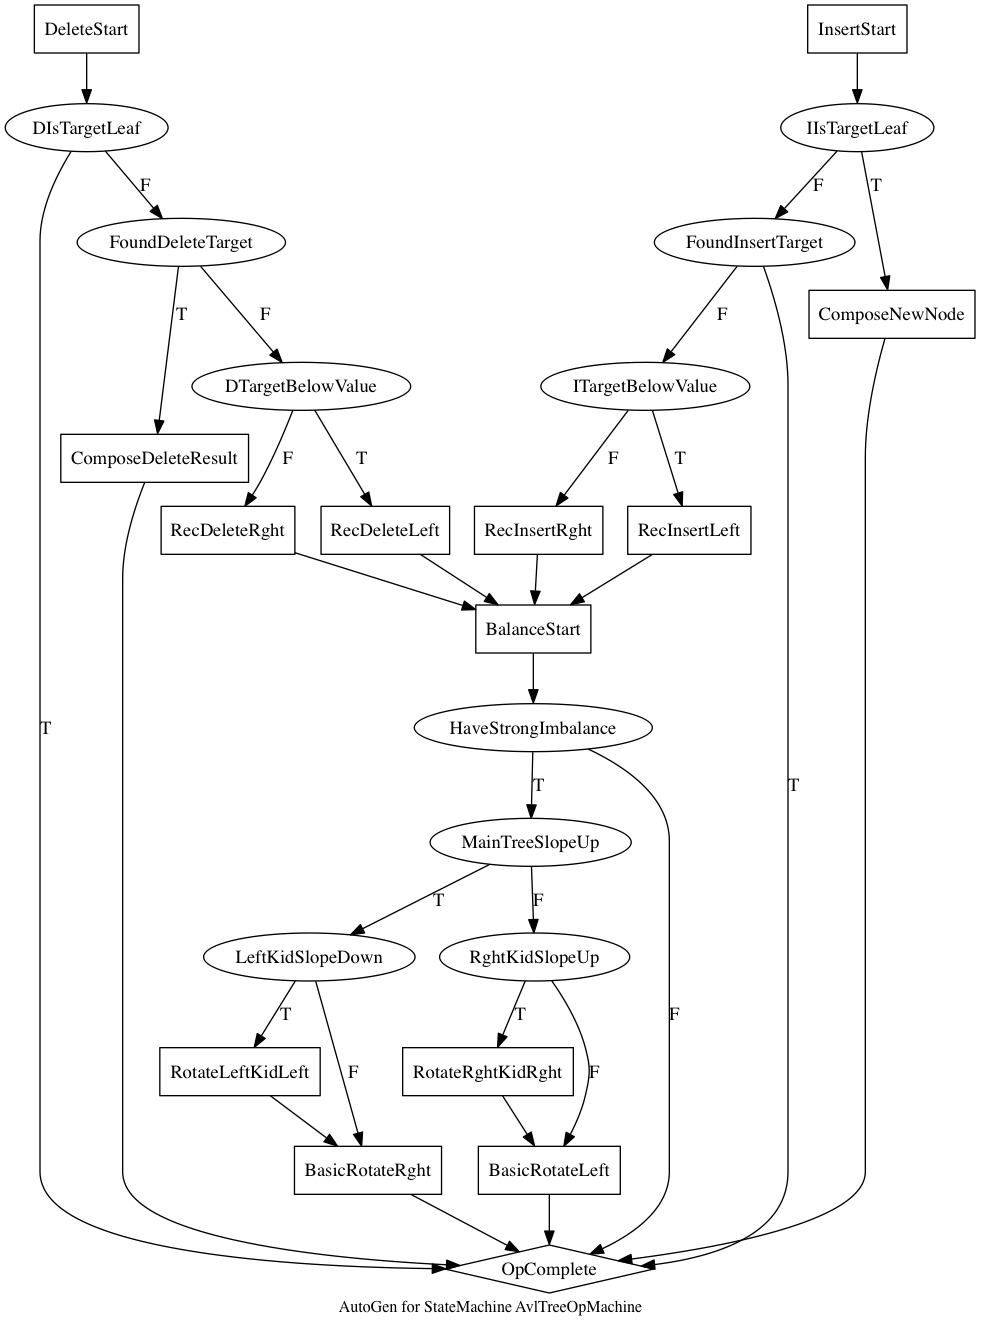 DeleteStart
InsertStart
DIsTargetLeaf
IIsTargetLeaf
F
F
T
FoundDeleteTarget
FoundInsertTarget
T
F
F
ComposeNewNode
DTargetBelowValue
ITargetBelowValue
ComposeDeleteResult
F
T
F
T
RecDeleteRght
RecDeleteLeft
RecInsertRght
RecInsertLeft
BalanceStart
T
HaveStrongImbalance
T
T
MainTreeSlopeUp
T
F
LeftKidSlopeDown
RghtKidSlopeUp
T
T
F
RotateLeftKidLeft
F
RotateRghtKidRght
F
BasicRotateRght
BasicRotateLeft
OpComplete
AutoGen for StateMachine AvlTreeOpMachine